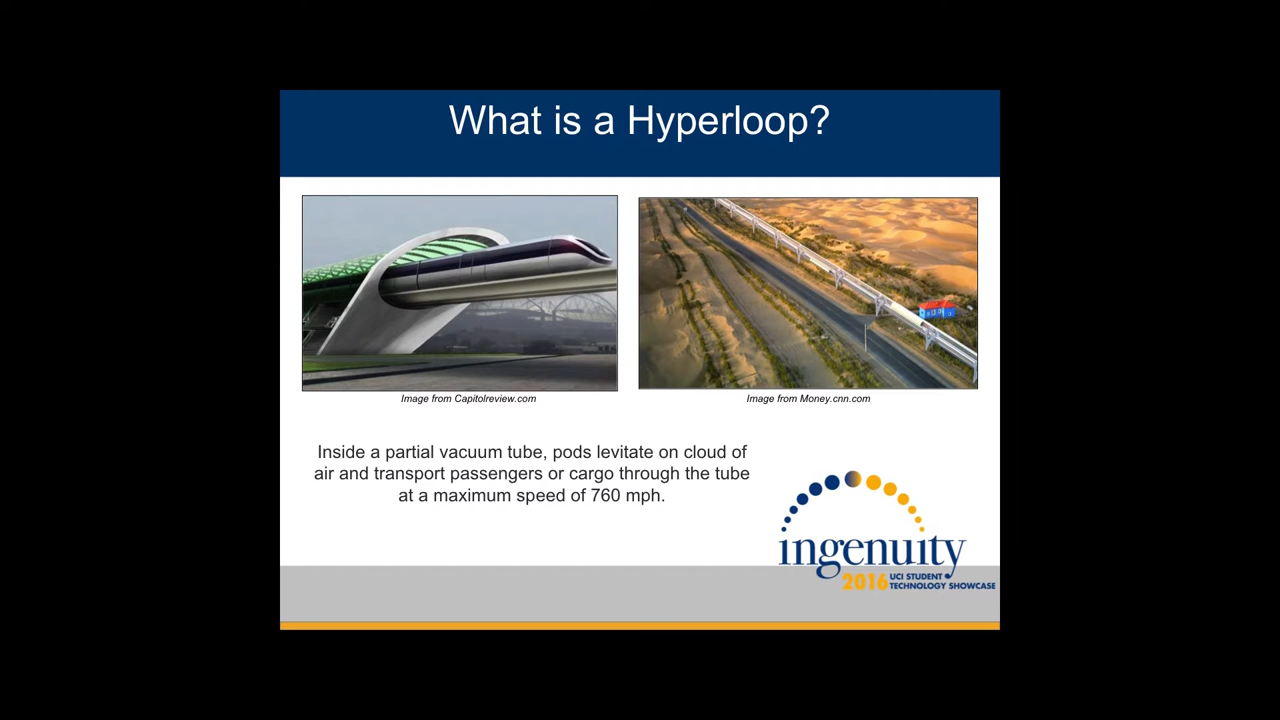 What is a Hyperloop?
Image from Capitolreview.com
Image from Money.cnn.com
Inside a partial vacuum tube, pods levitate on cloud of
air and transport passengers or cargo through the tube
at a maximum speed of 760 mph.
ingenuity
2016 UCI STUDENT
TECHNOLOGY SHOWCASE